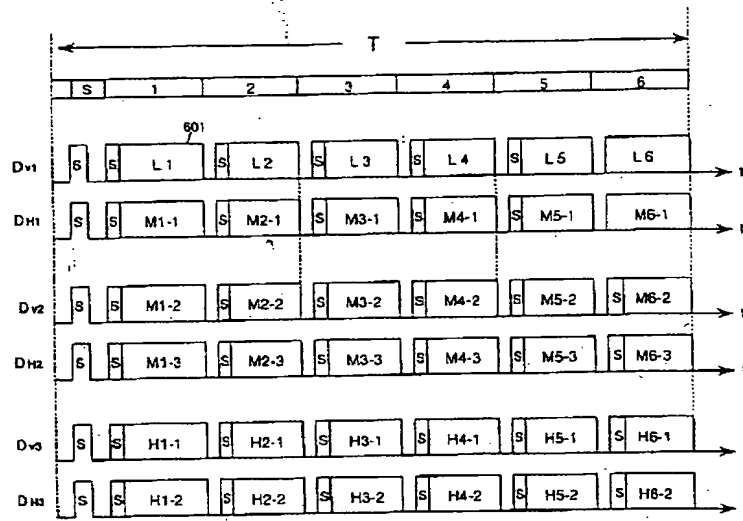 T
S 1 2 3 4 5 6
601
Dv1 S S L1 S L2 S L3 S L4 S L5 L6
DH1 S S M1-1 S M2-1 S M3-1 S M4-1 S M5-1 M6-1
Dv2 S S M1-2 S M2-2 S M3-2 S M4-2 S M5-2 S M6-2
DH2 S S M1-3 S M2-3 S M3-3 S M4-3 S M5-3 S M6-3
Dv3 S S H1-1 S H2-1 S H3-1 S H4-1 S H5-1 S H6-1
DH3 S S H1-2 S H2-2 S H3-2 S H4-2 S H5-2 S H6-2